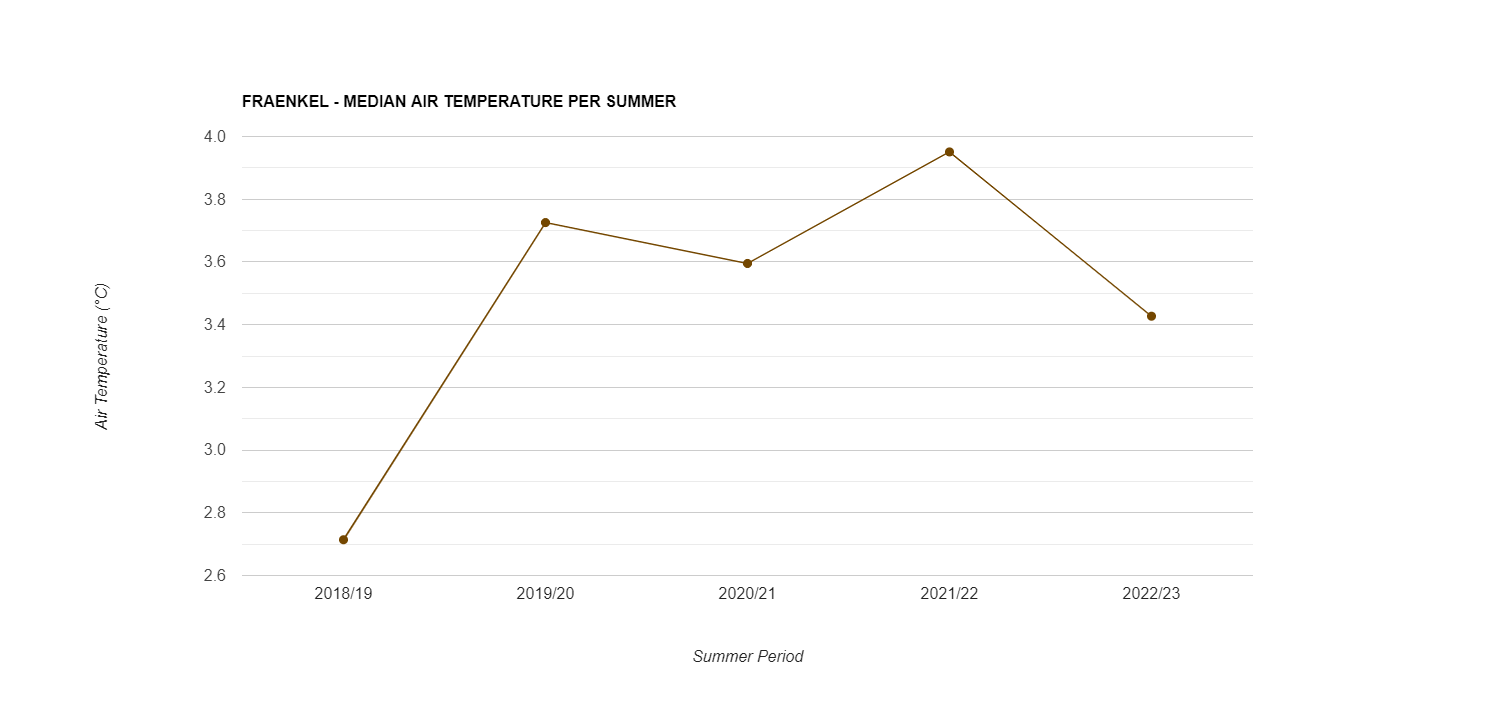 FRAENKEL - MEDIAN AIR TEMPERATURE PER SUMMER
4.0
3.8
3.6
3.4
3.2
3.0
2.8
2.6
Air Temperature (°C)
2018/19 2019/20 2020/21 2021/22 2022/23
Summer Period